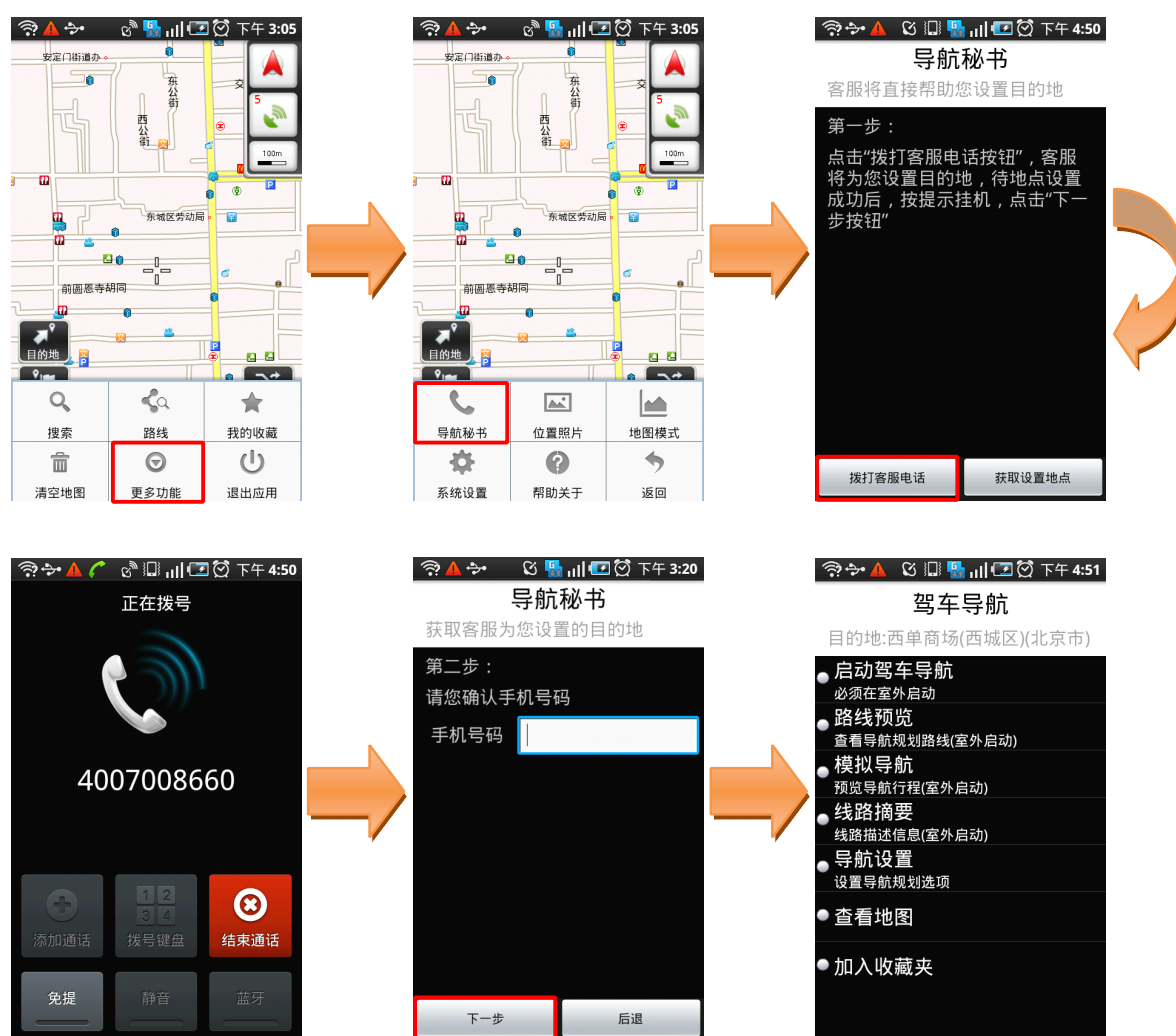 下午 3:05
安定门街道办
东公街
西公街
交
5
100m
东城区劳动局
前圆恩寺胡同
目的地
搜索
路线
我的收藏
清空地图
更多功能
退出应用
下午 3:05
安定门街道办
东公街
西公街
交
5
100m
东城区劳动局
前圆恩寺胡同
目的地
导航秘书
位置照片
地图模式
系统设置
帮助关于
返回
下午 4:50
导航秘书
客服将直接帮助您设置目的地
第一步：
点击“拨打客服电话按钮”，客服
将为您设置目的地，待地点设置
成功后，按提示挂机，点击“下一
步按钮”
拨打客服电话
获取设置地点
下午 4:50
正在拨号
4007008660
添加通话
1 2
3 4
拨号键盘
结束通话
免提
静音
蓝牙
下午 3:20
导航秘书
获取客服为您设置的目的地
第二步：
请您确认手机号码
手机号码
下一步
后退
下午 4:51
驾车导航
目的地:西单商场(西城区)(北京市)
启动驾车导航
必须在室外启动
路线预览
查看导航规划路线(室外启动)
模拟导航
预览导航行程(室外启动)
线路摘要
线路描述信息(室外启动)
导航设置
设置导航规划选项
查看地图
加入收藏夹